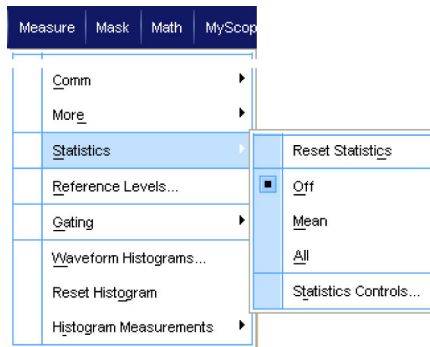 Measure Mask Math MyScop
Comm
More
Statistics
Reset Statistics
Reference Levels...
Off
Gating
Mean
Waveform Histograms...
All
Reset Histogram
Statistics Controls...
Histogram Measurements